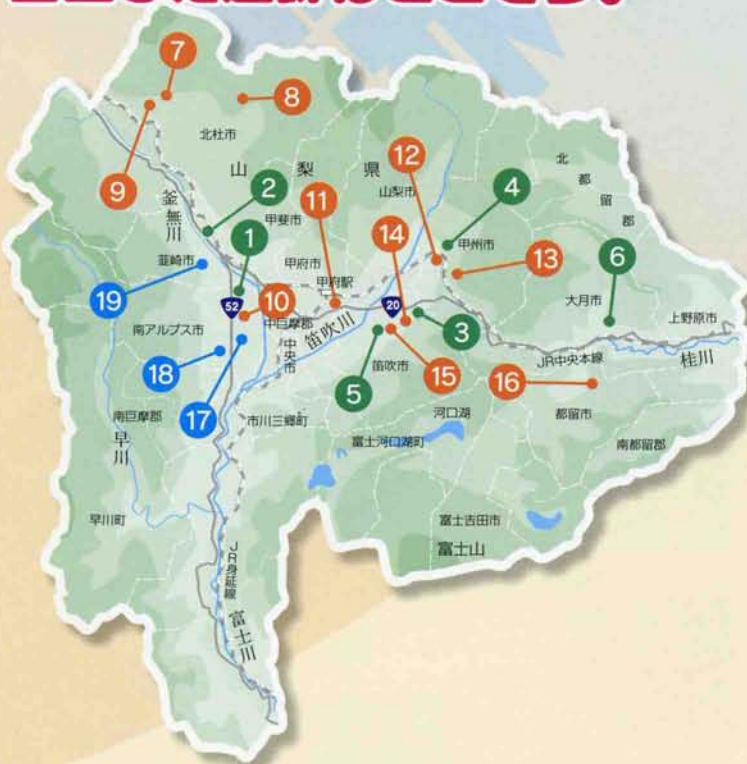 7
8
北杜市
9
山梨県
12
北都留郡
釜無川
2
11
山梨市
4
甲斐市
14
甲州市
1
甲府市
6
韮崎市
甲府駅
13
19
52
20
大月市
10
上野原市
南アルプス市
中巨摩郡
笛吹川
3
中央市
JR中央本線
桂川
18
笛吹市
5
15
16
17
南巨摩郡
市川三郷町
河口湖
都留市
早川
富士河口湖町
南都留郡
早川町
富士吉田市
JR身延線
富士山
富士川